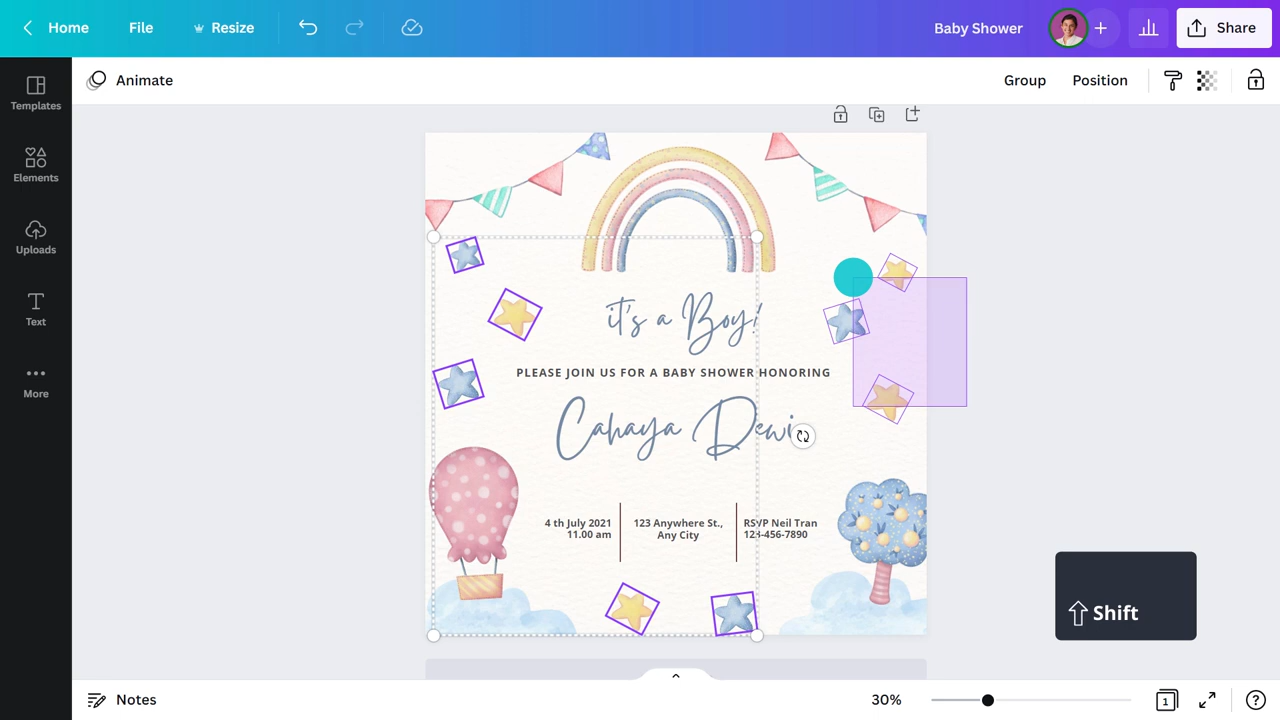 Home
File
Resize
Baby Shower
Share
Animate
Group
Position
Templates
Elements
Uploads
Text
More
it's a Boy!
PLEASE JOIN US FOR A BABY SHOWER HONORING
Cahaya Dewi
4 th July 2021
11.00 am
123 Anywhere St.,
Any City
RSVP Neil Tran
123-456-7890
Shift
Notes
30%
1